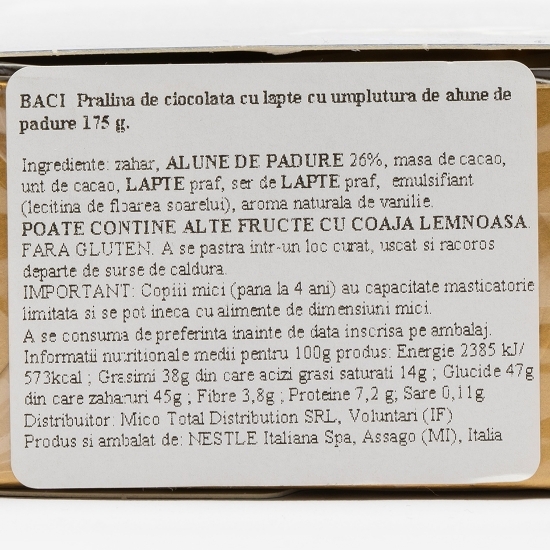 BACI Pralina de ciocolata cu lapte cu umplutura de alune de
padure 175 g.
Ingrediente: zahar, ALUNE DE PADURE 26%, masa de cacao,
unt de cacao, LAPTE praf, ser de LAPTE praf, emulsifiant
(lecitina de floarea soarelui), aroma naturala de vanilie.
POATE CONTINE ALTE FRUCTE CU COAJA LEMNOASA.
FARA GLUTEN. A se pastra intr-un loc curat, uscat si racoros
departe de surse de caldura.
IMPORTANT: Copiii mici (pana la 4 ani) au capacitate masticatorie
limitata si se pot ineca cu alimente de dimensiuni mici.
A se consuma de preferinta inainte de data inscrisa pe ambalaj.
Informatii nutritionale medii pentru 100g produs: Energie 2385 kJ/
573kcal ; Grasimi 38g din care acizi grasi saturati 14g ; Glucide 47g
din care zaharuri 45g ; Fibre 3,8g ; Proteine 7,2 g; Sare 0,11g
Distribuitor: Mico Total Distribution SRL, Voluntari (IF)
Produs si ambalat de: NESTLE Italiana Spa, Assago (MI), Italia